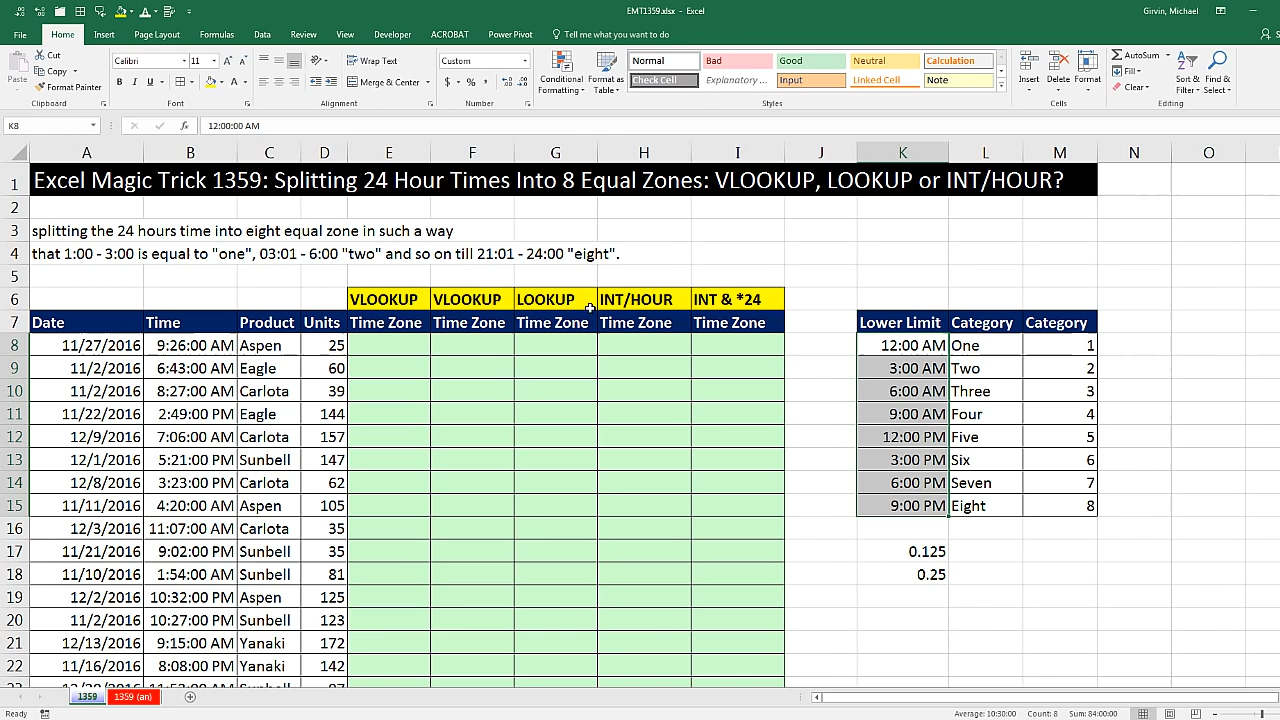 EMT1359.xlsx - Excel
Girvin, Michael
File Home Insert Page Layout Formulas Data Review View Developer ACROBAT Power Pivot Tell me what you want to do
Paste Cut Copy Format Painter Clipboard
Calibri 11 B I U Font
Wrap Text Merge & Center Alignment
Custom $ % , Number
Conditional Formatting Format as Table
Normal Bad Good Neutral Calculation
Check Cell Explanatory ... Input Linked Cell Note
Styles
Insert Delete Format Cells
AutoSum Fill Clear Sort & Filter Find & Select Editing
K8 fx 12:00:00 AM
A B C D E F G H I J K L M N O
1 Excel Magic Trick 1359: Splitting 24 Hour Times Into 8 Equal Zones: VLOOKUP, LOOKUP or INT/HOUR?
2
3 splitting the 24 hours time into eight equal zone in such a way
4 that 1:00 - 3:00 is equal to "one", 03:01 - 6:00 "two" and so on till 21:01 - 24:00 "eight".
5
6 VLOOKUP VLOOKUP LOOKUP INT/HOUR INT & *24
7 Date Time Product Units Time Zone Time Zone Time Zone Time Zone Time Zone Lower Limit Category Category
8 11/27/2016 9:26:00 AM Aspen 25 12:00 AM One 1
9 11/2/2016 6:43:00 AM Eagle 60 3:00 AM Two 2
10 11/2/2016 8:27:00 AM Carlota 39 6:00 AM Three 3
11 11/22/2016 2:49:00 PM Eagle 144 9:00 AM Four 4
12 12/9/2016 7:06:00 AM Carlota 157 12:00 PM Five 5
13 12/1/2016 5:21:00 PM Sunbell 147 3:00 PM Six 6
14 12/8/2016 3:23:00 PM Carlota 62 6:00 PM Seven 7
15 11/11/2016 4:20:00 AM Aspen 105 9:00 PM Eight 8
16 12/3/2016 11:07:00 AM Carlota 35
17 11/21/2016 9:02:00 PM Sunbell 35 0.125
18 11/10/2016 1:54:00 AM Sunbell 81 0.25
19 12/2/2016 10:32:00 PM Aspen 125
20 11/2/2016 10:27:00 PM Sunbell 123
21 12/13/2016 9:15:00 AM Yanaki 172
22 11/16/2016 8:08:00 PM Yanaki 142
1359 1359 (an)
Ready Average: 10:30:00 Count: 8 Sum: 84:00:00